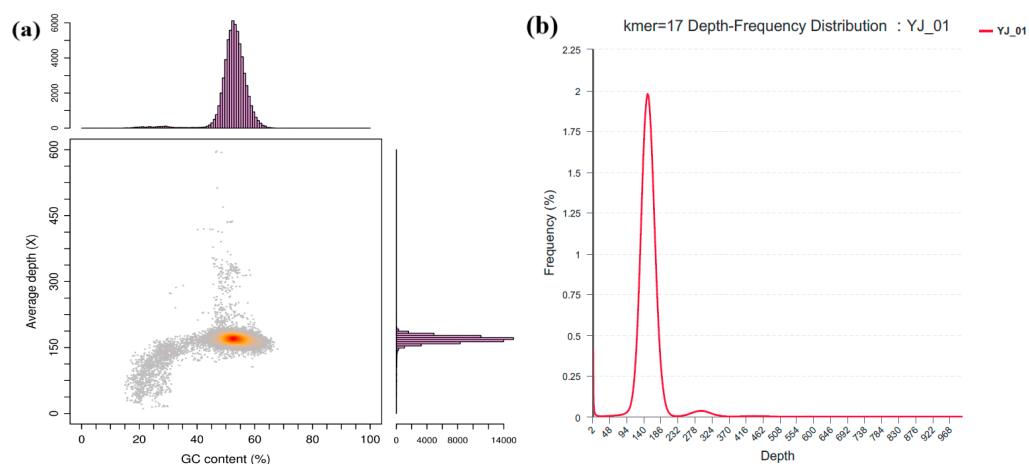 (a)
6000
4000
2000
0
600
450
300
150
0
Average depth (X)
0 20 40 60 80 100
GC content (%)
0 4000 8000 14000
(b)
kmer=17 Depth-Frequency Distribution : YJ_01
YJ_01
2.25
2
1.75
1.5
1.25
1
0.75
0.5
0.25
0
Frequency (%)
2 48 94 140 186 232 278 324 370 416 462 508 554 600 646 692 738 784 830 876 922 968
Depth